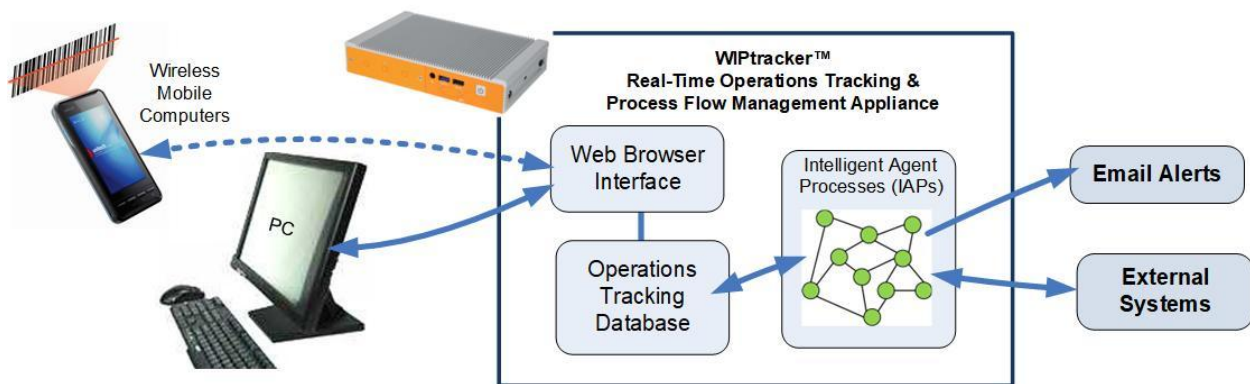 Wireless
Mobile
Computers
PC
WIPtracker™
Real-Time Operations Tracking &
Process Flow Management Appliance
Web Browser
Interface
Operations
Tracking
Database
Intelligent Agent
Processes (IAPs)
Email Alerts
External
Systems